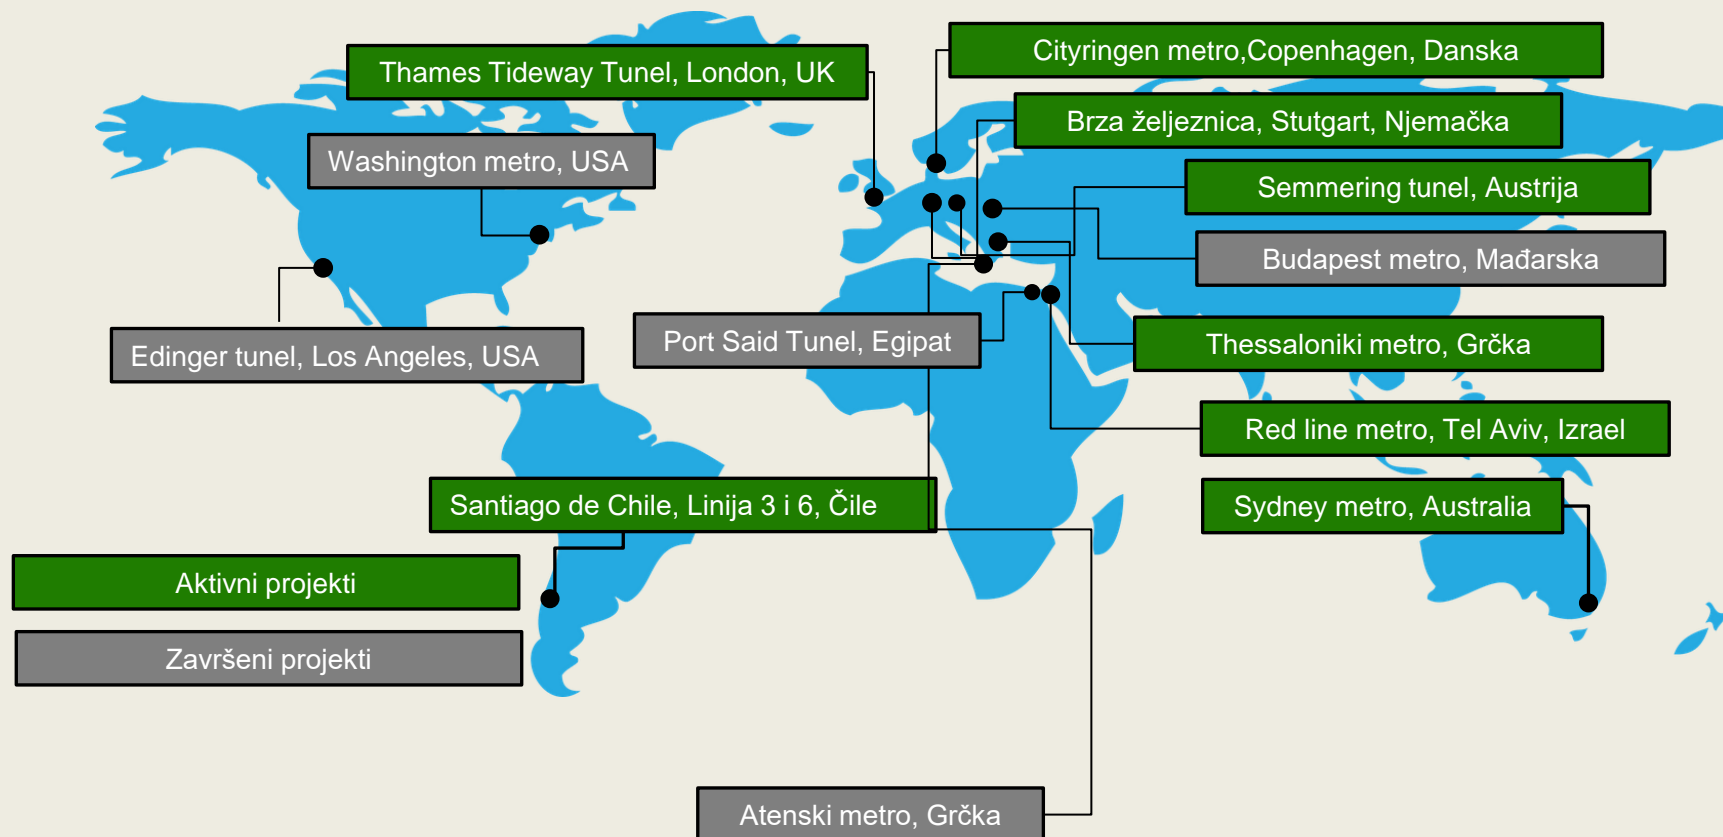 Cityringen metro,Copenhagen, Danska
Thames Tideway Tunnel, London, UK
Brza željeznica, Stutgart, Njemačka
Washington metro, USA
Semmering tunel, Austrija
Budapest metro, Mađarska
Port Said Tunel, Egipat
Thessaloniki metro, Grčka
Edinger tunel, Los Angeles, USA
Red line metro, Tel Aviv, Izrael
Santiago de Chile, Linija 3 i 6, Čile
Sydney metro, Australia
Aktivni projekti
Završeni projekti
Atenski metro, Grčka